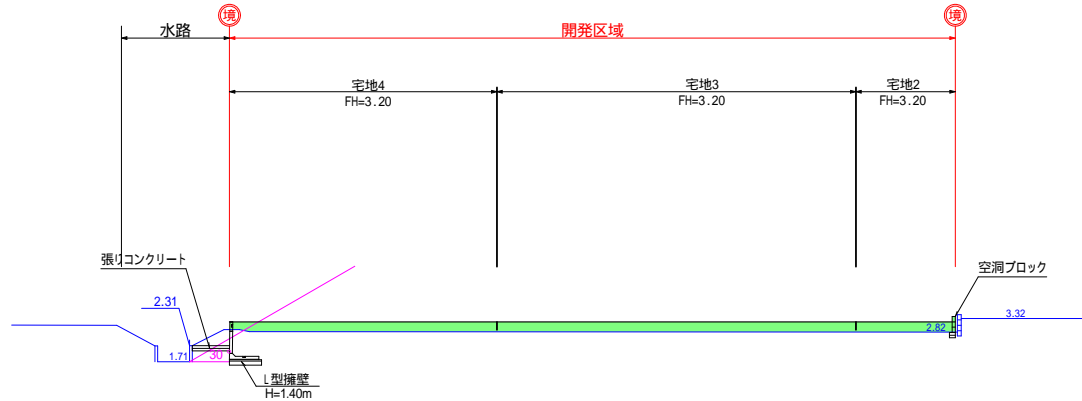 境
境
水路
開発区域
宅地4
FH=3.20
宅地3
FH=3.20
宅地2
FH=3.20
張リコンクリート
空洞ブロック
2.31
3.32
2.82
1.71
30
L型擁壁
H=1.40m